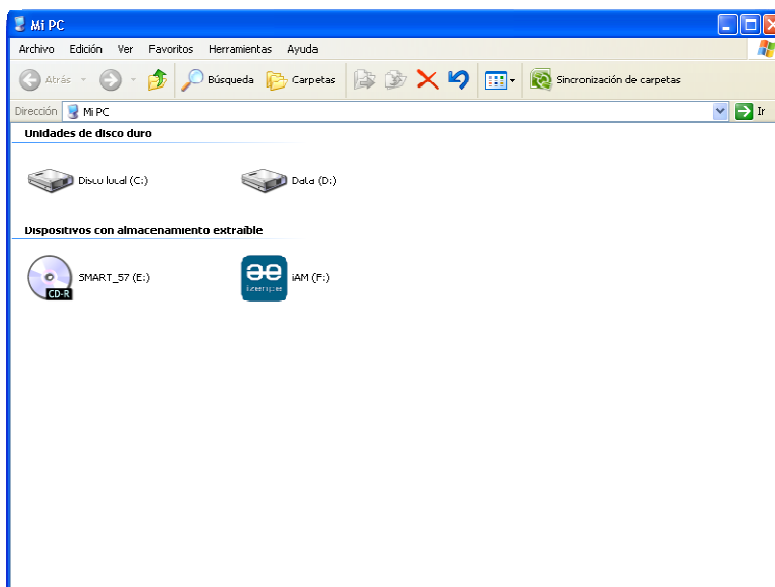 Mi PC
Archivo Edición Ver Favoritos Herramientas Ayuda
Atrás Búsqueda Carpetas Sincronización de carpetas
Dirección Mi PC Ir
Unidades de disco duro
Disco local (C:) Data (D:)
Dispositivos con almacenamiento extraíble
CD-R SMART_57 (E:) izenpe iAM (F:)